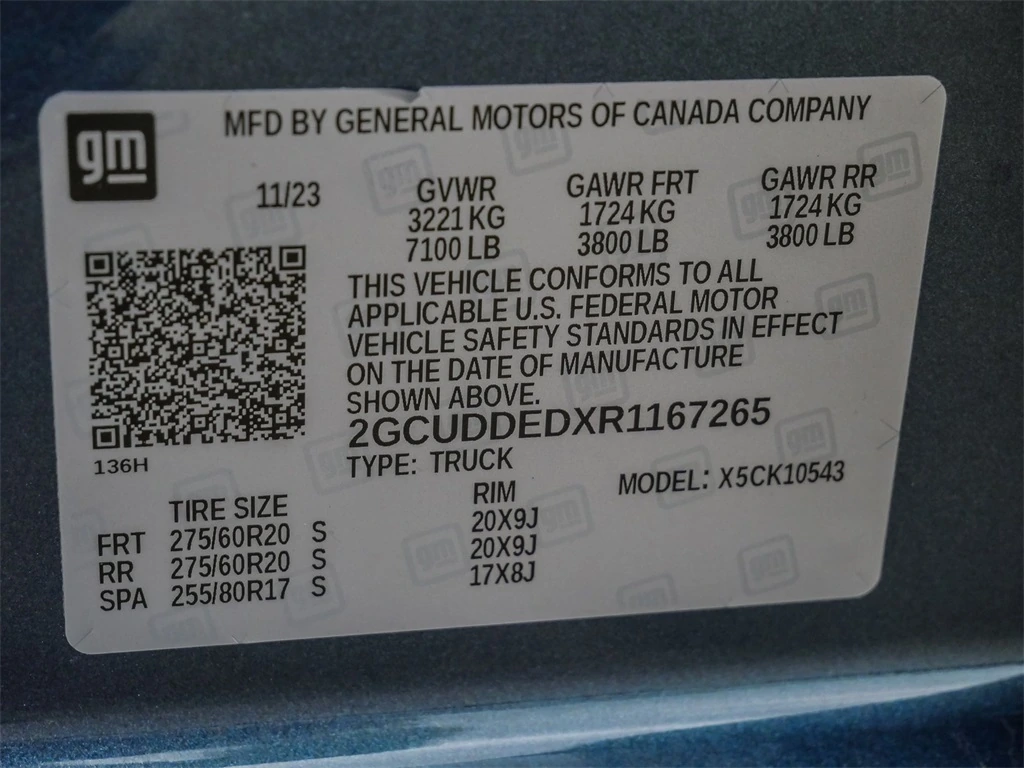 gm
MFD BY GENERAL MOTORS OF CANADA COMPANY
11/23 GVWR GAWR FRT GAWR RR
3221 KG 1724 KG 1724 KG
7100 LB 3800 LB 3800 LB
THIS VEHICLE CONFORMS TO ALL
APPLICABLE U.S. FEDERAL MOTOR
VEHICLE SAFETY STANDARDS IN EFFECT
ON THE DATE OF MANUFACTURE
SHOWN ABOVE.
2GCUDDEDXR1167265
136H
TYPE: TRUCK
MODEL: X5CK10543
TIRE SIZE RIM
FRT 275/60R20 S 20X9J
RR 275/60R20 S 20X9J
SPA 255/80R17 S 17X8J